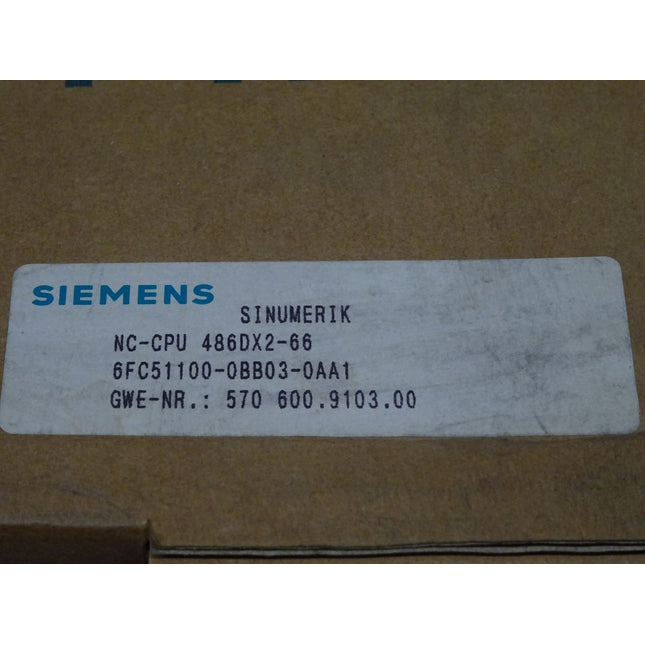 SIEMENS
SINUMERIK
NC-CPU 486DX2-66
6FC51100-0BB03-0AA1
GWE-NR.: 570 600.9103.00